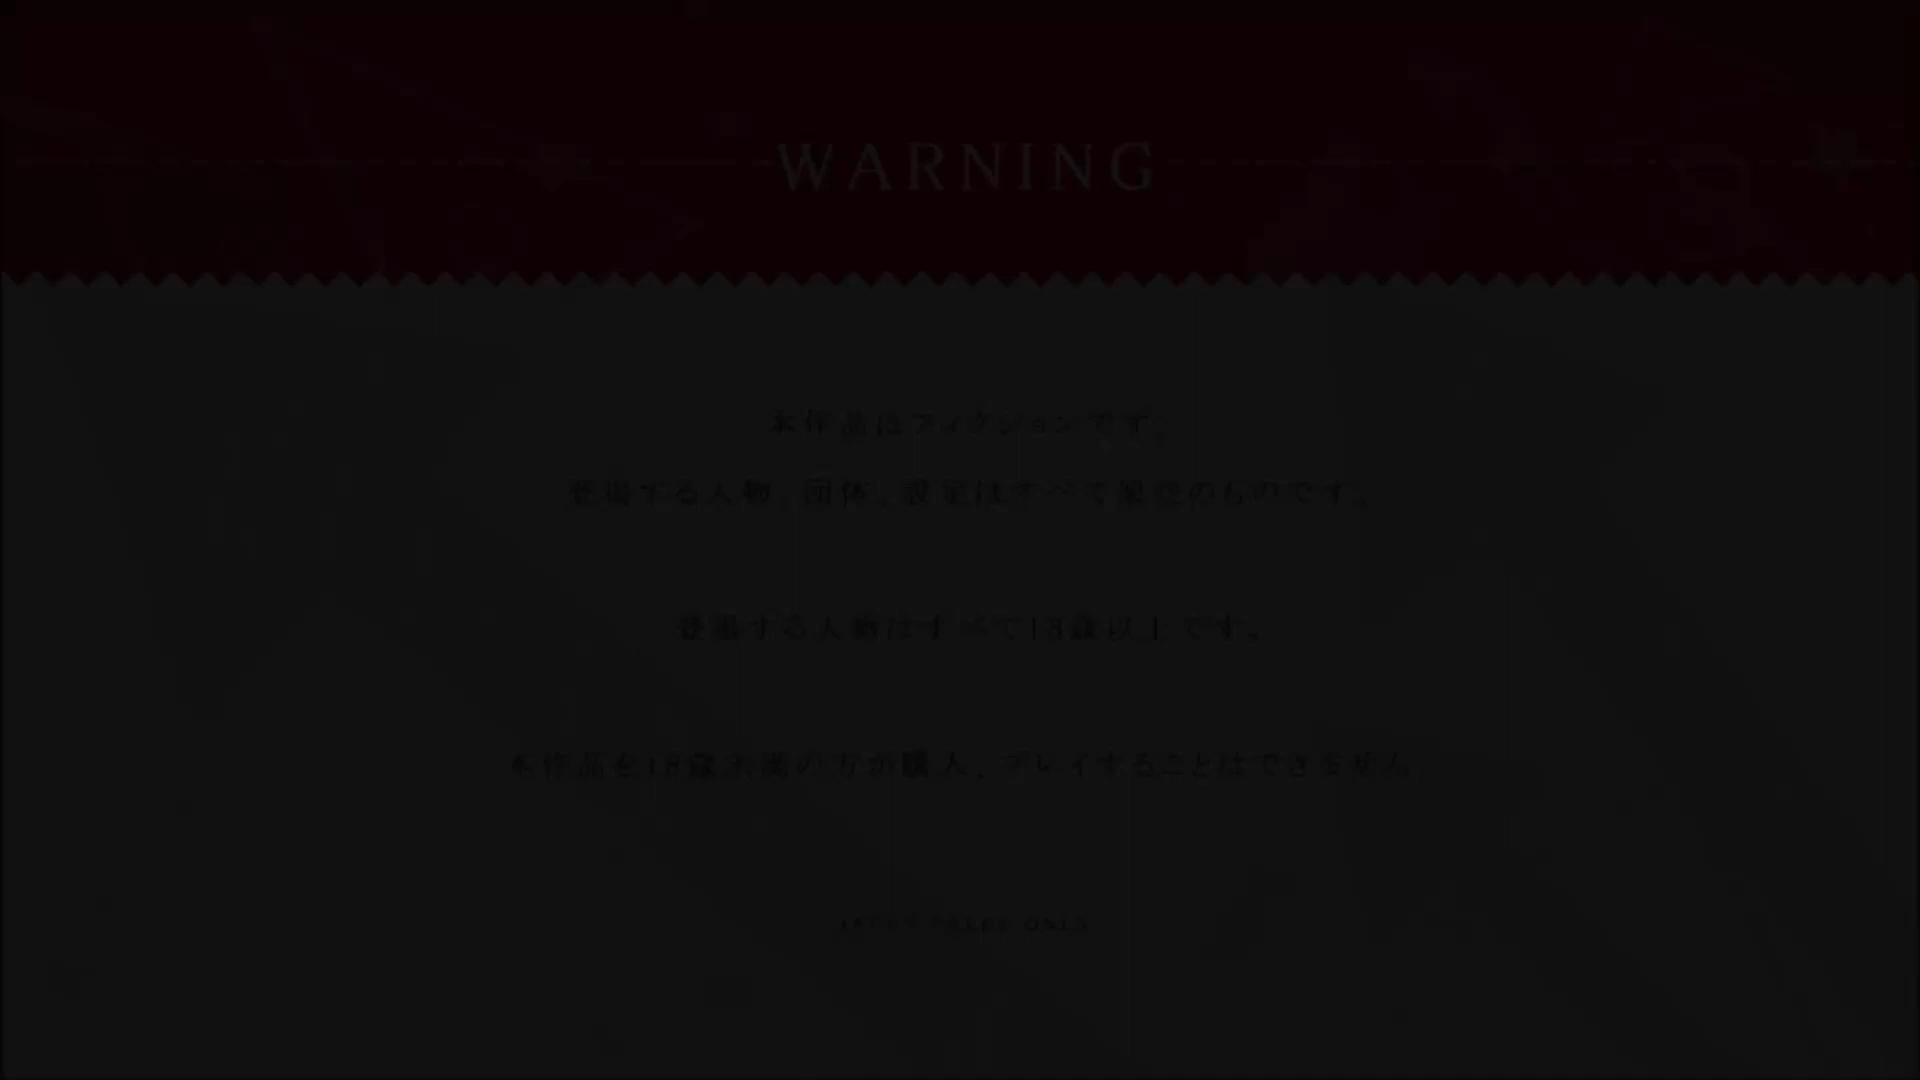 WARNING
本作品はフィクションです。
登場する人物、団体、設定はすべて架空のものです。
登場する人物はすべて18歳以上です。
本作品を18歳未満の方が購入、プレイすることはできません
ONLY